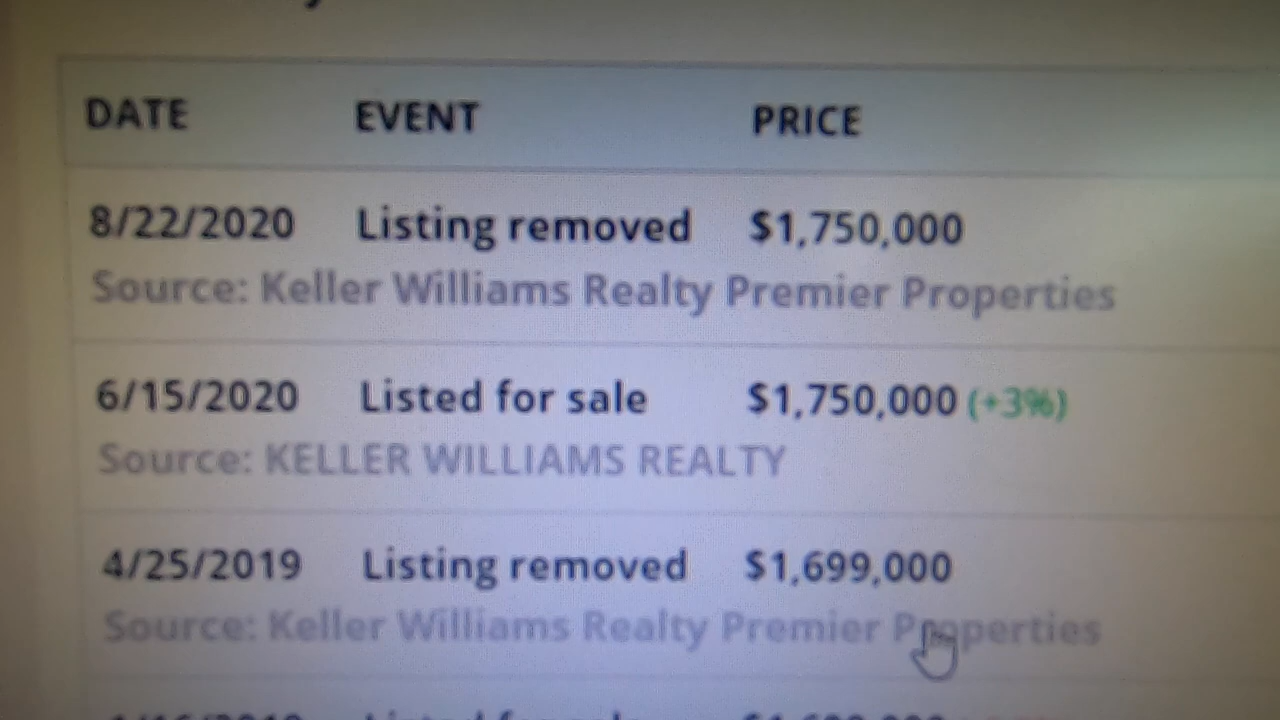 DATE EVENT PRICE
8/22/2020 Listing removed $1,750,000
Source: Keller Williams Realty Premier Properties
6/15/2020 Listed for sale $1,750,000 (+3%)
Source: KELLER WILLIAMS REALTY
4/25/2019 Listing removed $1,699,000
Source: Keller Williams Realty Premier Properties